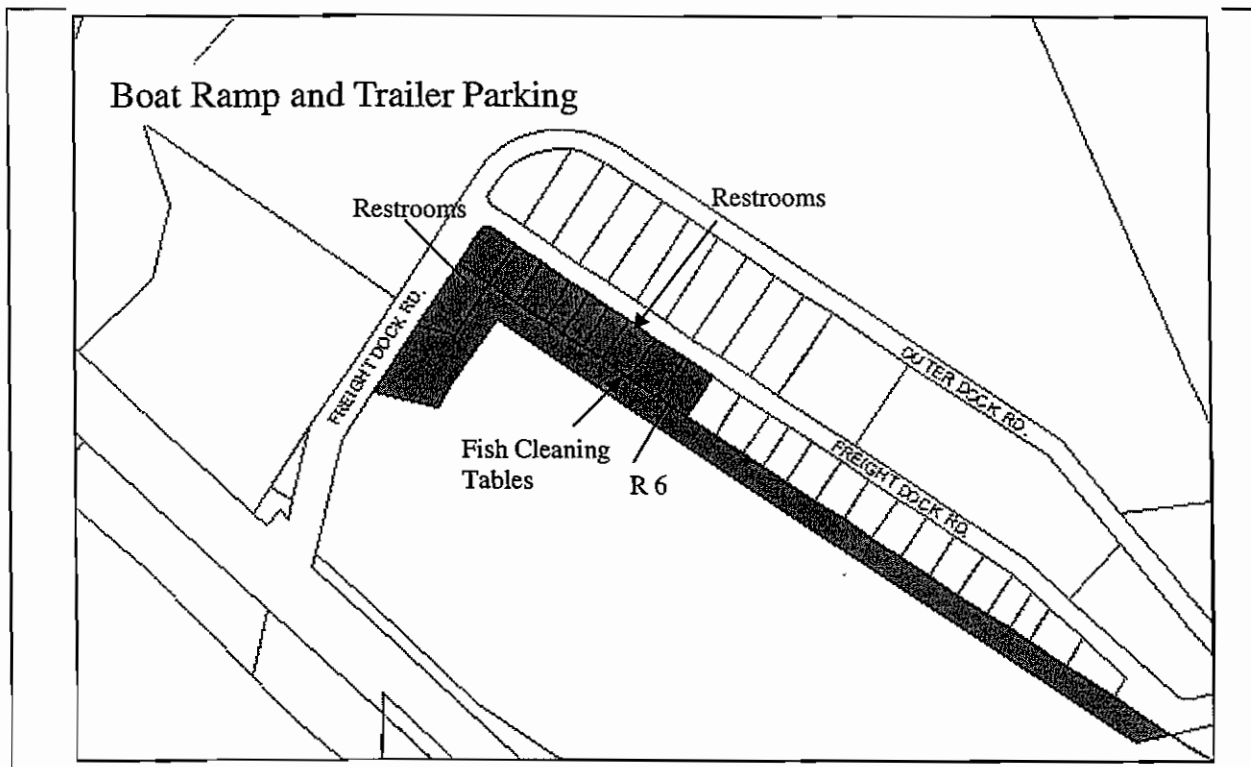 Boat Ramp and Trailer Parking
Restrooms
Restrooms
FREIGHT DOCK RD.
OUTER DOCK RD.
FREIGHT DOCK RD.
Fish Cleaning
Tables
R 6